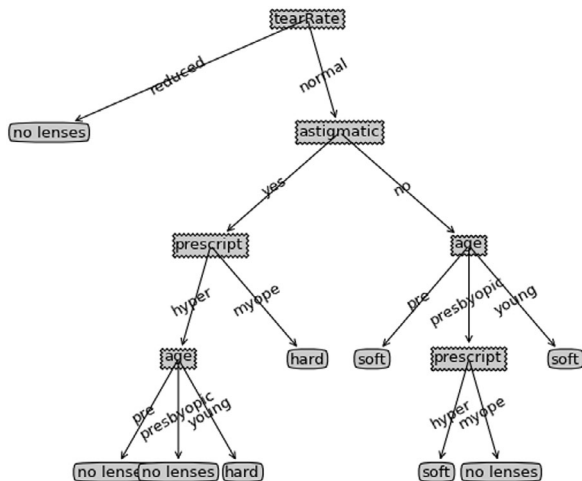 tearRate
reduced
normal
no lenses
astigmatic
yes
no
prescript
age
hyper
myope
pre
presbyopic
young
age
hard
soft
prescript
soft
pre
presbyopic
young
hyper
myope
no lenses
no lenses
hard
soft
no lenses